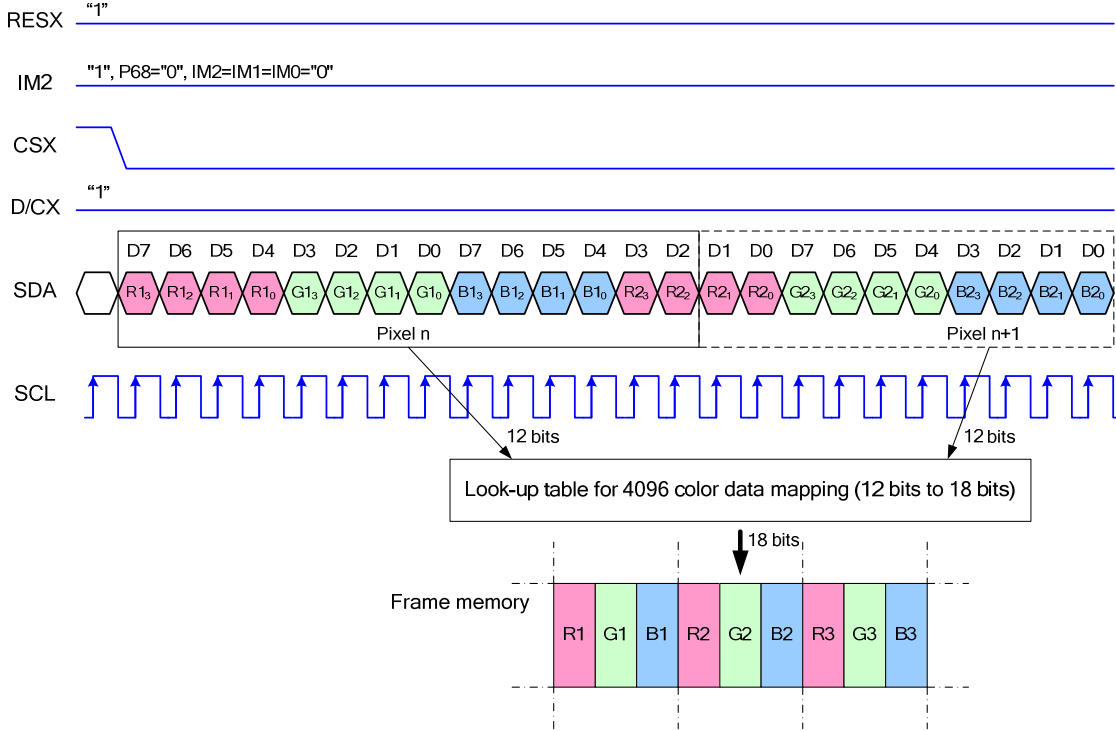 RESX “1”
IM2 "1", P68="0", IM2=IM1=IM0="0"
CSX
D/CX “1”
D7 D6 D5 D4 D3 D2 D1 D0 D7 D6 D5 D4 D3 D2 D1 D0 D7 D6 D5 D4 D3 D2 D1 D0
SDA R1₃ R1₂ R1₁ R1₀ G1₃ G1₂ G1₁ G1₀ B1₃ B1₂ B1₁ B1₀ R2₃ R2₂ R2₁ R2₀ G2₃ G2₂ G2₁ G2₀ B2₃ B2₂ B2₁ B2₀
Pixel n Pixel n+1
SCL
12 bits 12 bits
Look-up table for 4096 color data mapping (12 bits to 18 bits)
18 bits
Frame memory
R1 G1 B1 R2 G2 B2 R3 G3 B3